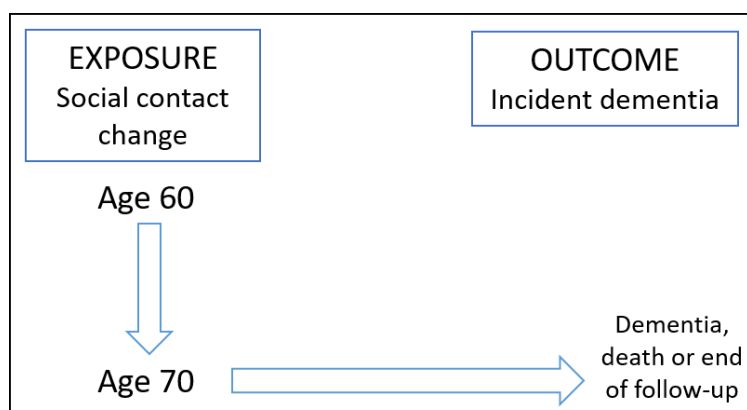 EXPOSURE
Social contact
change
OUTCOME
Incident dementia
Age 60
Age 70
Dementia,
death or end
of follow-up